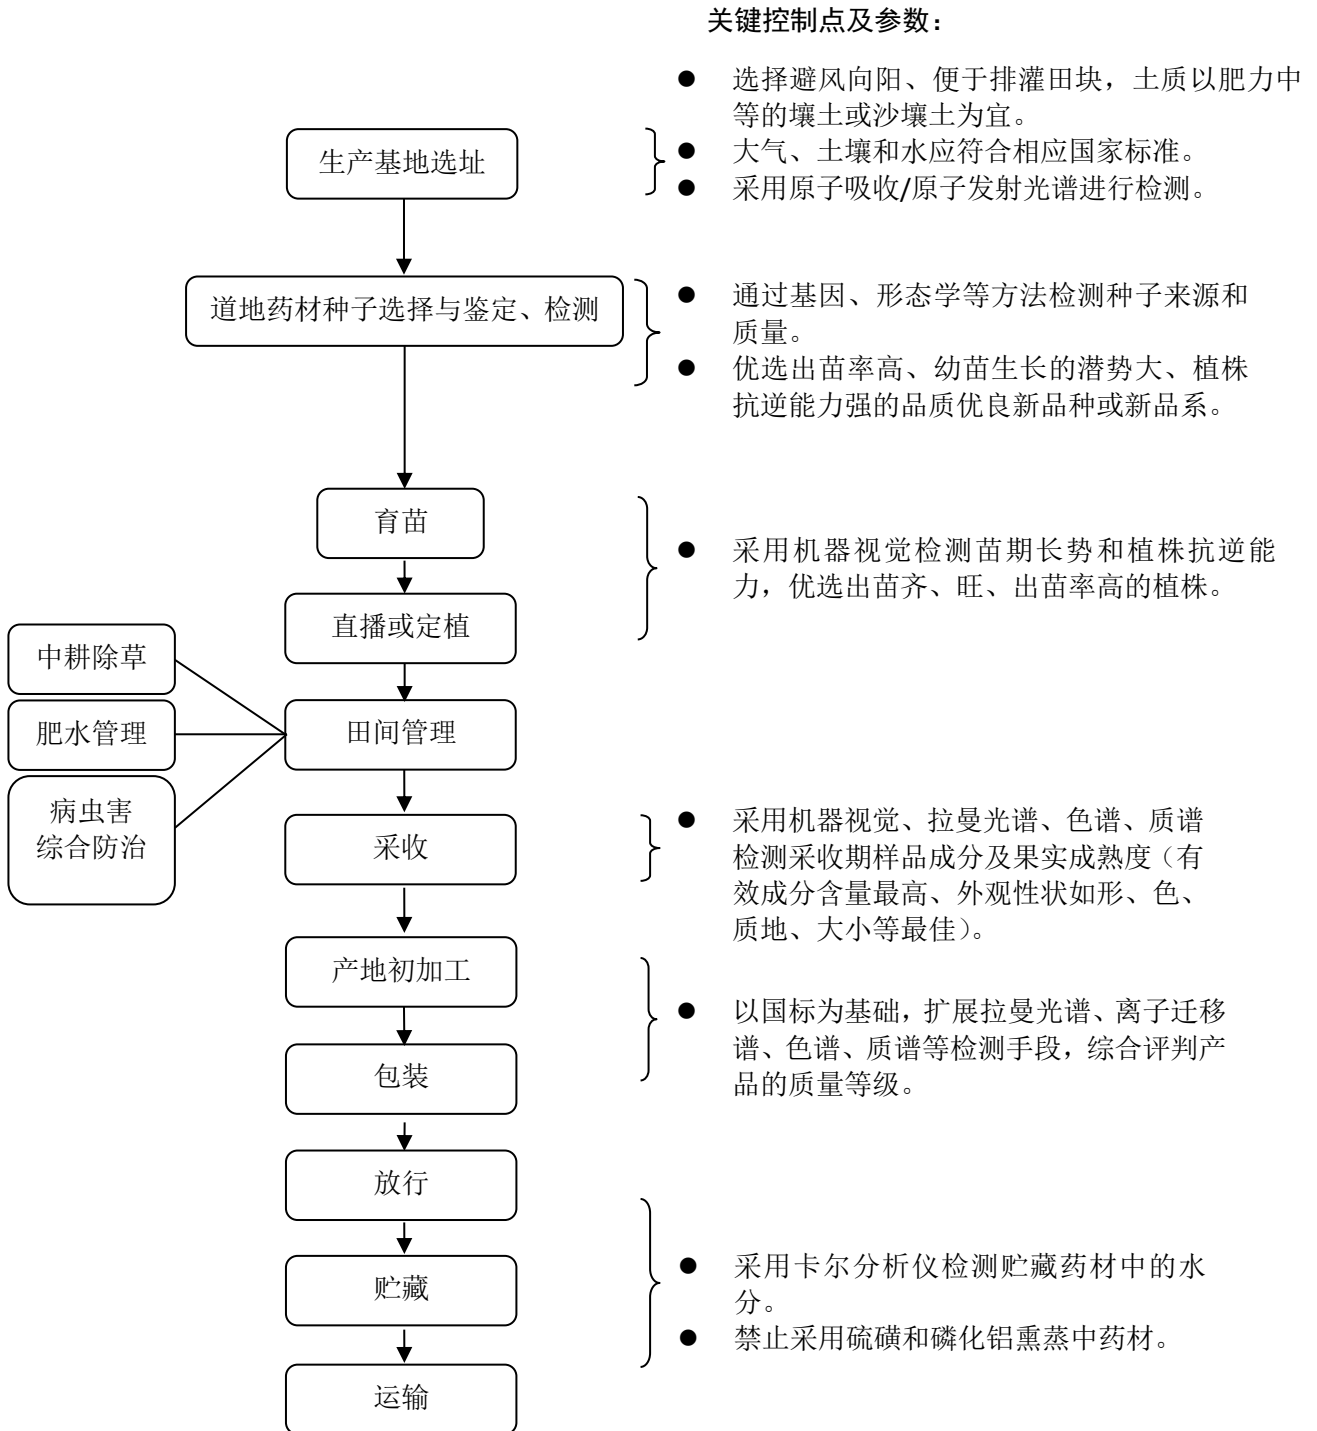 关键控制点及参数：
● 选择避风向阳、便于排灌田块，土质以肥力中
等的壤土或沙壤土为宜。
● 大气、土壤和水应符合相应国家标准。
● 采用原子吸收/原子发射光谱进行检测。
生产基地选址
道地药材种子选择与鉴定、检测
● 通过基因、形态学等方法检测种子来源和
质量。
● 优选出苗率高、幼苗生长的潜势大、植株
抗逆能力强的品质优良新品种或新品系。
育苗
● 采用机器视觉检测苗期长势和植株抗逆能
力，优选出苗齐、旺、出苗率高的植株。
直播或定植
中耕除草
肥水管理
病虫害
综合防治
田间管理
采收
● 采用机器视觉、拉曼光谱、色谱、质谱
检测采收期样品成分及果实成熟度（有
效成分含量最高、外观性状如形、色、
质地、大小等最佳）。
产地初加工
● 以国标为基础，扩展拉曼光谱、离子迁移
谱、色谱、质谱等检测手段，综合评判产
品的质量等级。
包装
放行
贮藏
● 采用卡尔分析仪检测贮藏药材中的水
分。
● 禁止采用硫磺和磷化铝熏蒸中药材。
运输